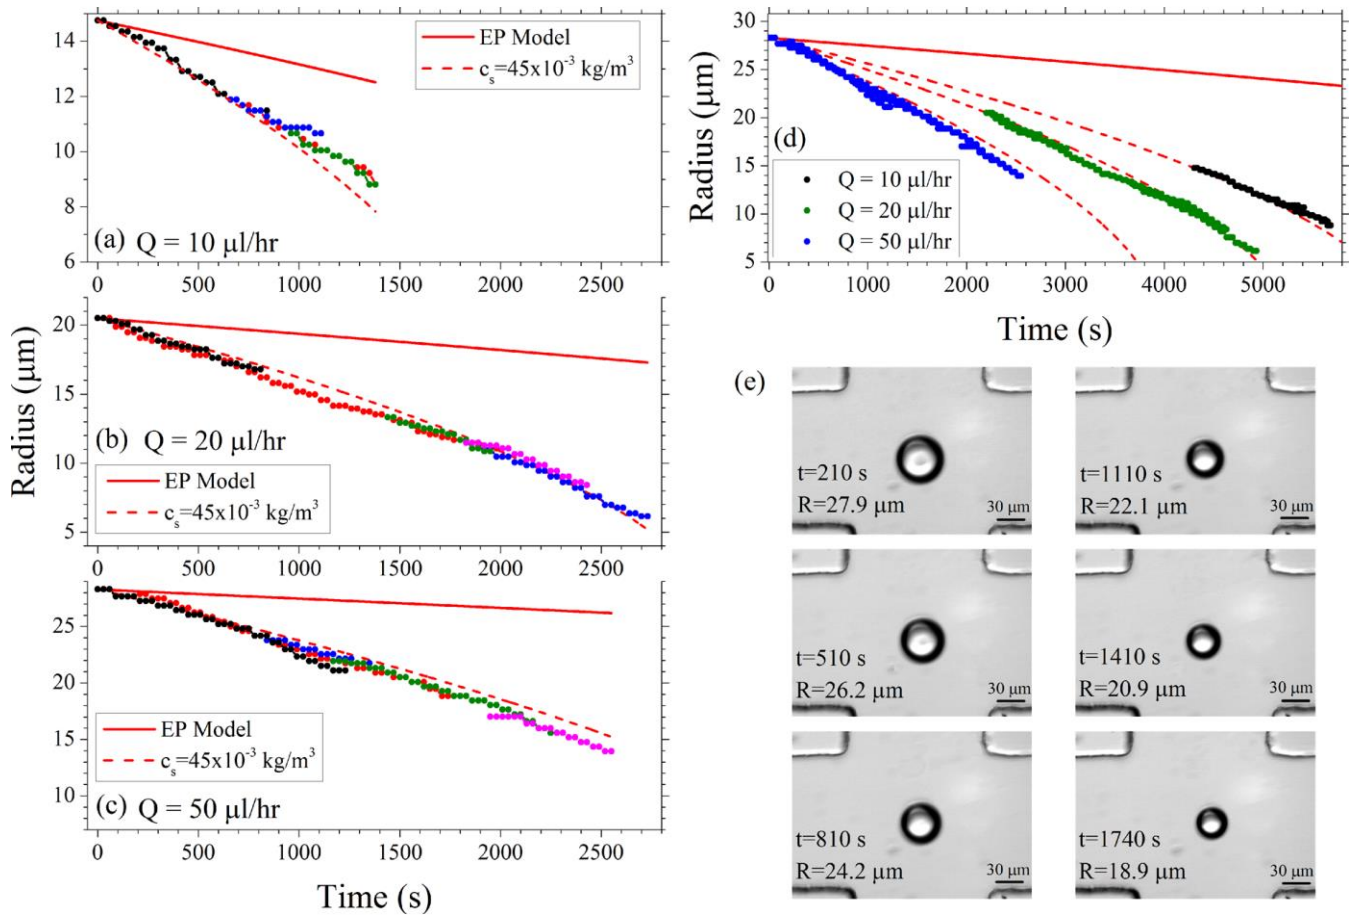 14
12
10
8
6
EP Model
c_s=45x10^-3 kg/m^3
(a) Q = 10 μl/hr
0 500 1000 1500 2000 2500
20
15
10
5
(b) Q = 20 μl/hr
EP Model
c_s=45x10^-3 kg/m^3
0 500 1000 1500 2000 2500
Radius (μm)
25
20
15
10
EP Model
c_s=45x10^-3 kg/m^3
(c) Q = 50 μl/hr
0 500 1000 1500 2000 2500
Time (s)
30
25
20
15
10
5
Radius (μm)
(d)
Q = 10 μl/hr
Q = 20 μl/hr
Q = 50 μl/hr
0 1000 2000 3000 4000 5000
Time (s)
(e)
t=210 s
R=27.9 μm
30 μm
t=1110 s
R=22.1 μm
30 μm
t=510 s
R=26.2 μm
30 μm
t=1410 s
R=20.9 μm
30 μm
t=810 s
R=24.2 μm
30 μm
t=1740 s
R=18.9 μm
30 μm